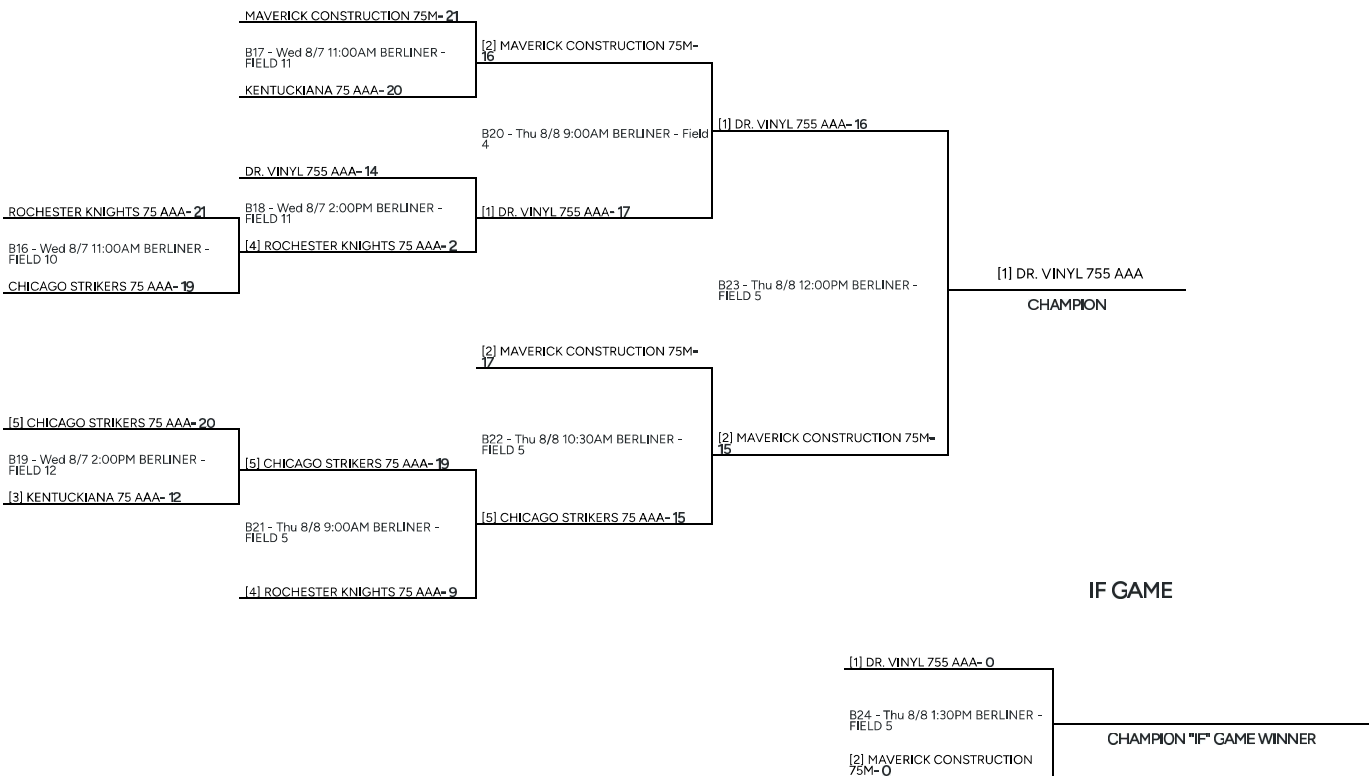 MAVERICK CONSTRUCTION 75M- 21
B17 - Wed 8/7 11:00AM BERLINER -
FIELD 11
KENTUCKIANA 75 AAA- 20
[2] MAVERICK CONSTRUCTION 75M-
16
B20 - Thu 8/8 9:00AM BERLINER - Field
4
[1] DR. VINYL 755 AAA- 16
DR. VINYL 755 AAA- 14
B18 - Wed 8/7 2:00PM BERLINER -
FIELD 11
[4] ROCHESTER KNIGHTS 75 AAA- 2
[1] DR. VINYL 755 AAA- 17
ROCHESTER KNIGHTS 75 AAA- 21
B16 - Wed 8/7 11:00AM BERLINER -
FIELD 10
CHICAGO STRIKERS 75 AAA- 19
B23 - Thu 8/8 12:00PM BERLINER -
FIELD 5
[1] DR. VINYL 755 AAA
CHAMPION
[2] MAVERICK CONSTRUCTION 75M-
17
B22 - Thu 8/8 10:30AM BERLINER -
FIELD 5
[2] MAVERICK CONSTRUCTION 75M-
15
[5] CHICAGO STRIKERS 75 AAA- 20
B19 - Wed 8/7 2:00PM BERLINER -
FIELD 12
[3] KENTUCKIANA 75 AAA- 12
[5] CHICAGO STRIKERS 75 AAA- 19
B21 - Thu 8/8 9:00AM BERLINER -
FIELD 5
[4] ROCHESTER KNIGHTS 75 AAA- 9
[5] CHICAGO STRIKERS 75 AAA- 15
IF GAME
[1] DR. VINYL 755 AAA- 0
B24 - Thu 8/8 1:30PM BERLINER -
FIELD 5
[2] MAVERICK CONSTRUCTION
75M- 0
CHAMPION "IF" GAME WINNER